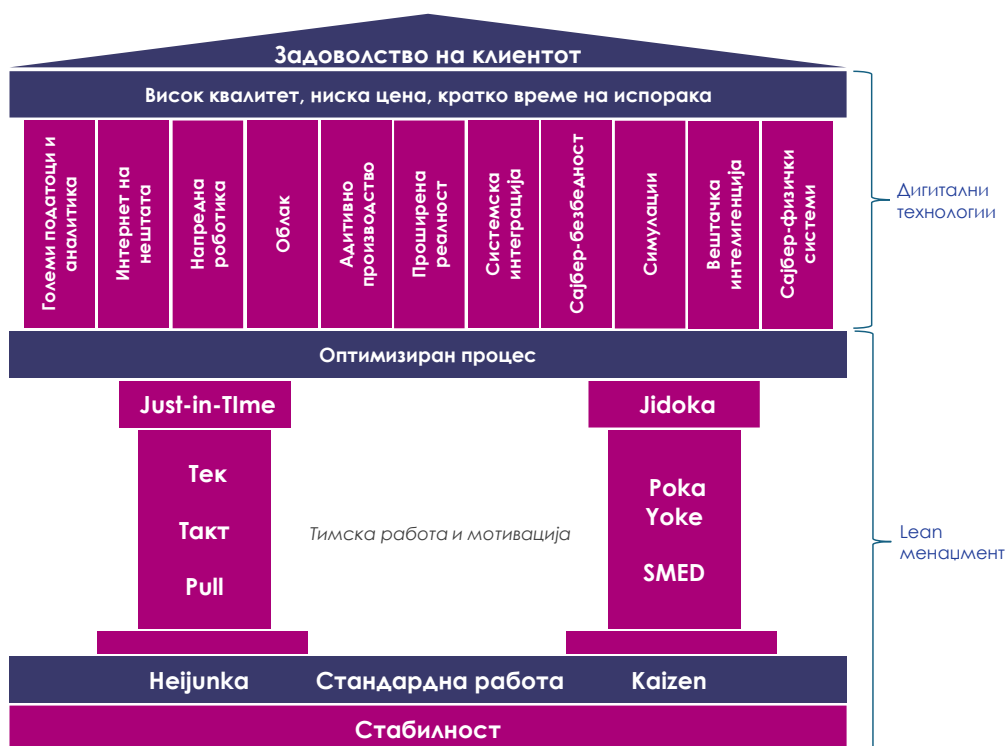 Задоволство на клиентот
Висок квалитет, ниска цена, кратко време на испорака
Големи податоци и
аналитика
Интернет на
нештата
Напредна
роботика
Облак
Адитивно
производство
Проширена
реалност
Системска
интеграција
Сајбер-безбедност
Симулации
Вештачка
интелигенција
Сајбер-физички
системи
Дигитални
технологии
Оптимизиран процес
Just-in-TIme
Jidoka
Тек
Такт
Pull
Тимска работа и мотивација
Poka
Yoke
SMED
Lean
менаџмент
Heijunka
Стандардна работа
Kaizen
Стабилност